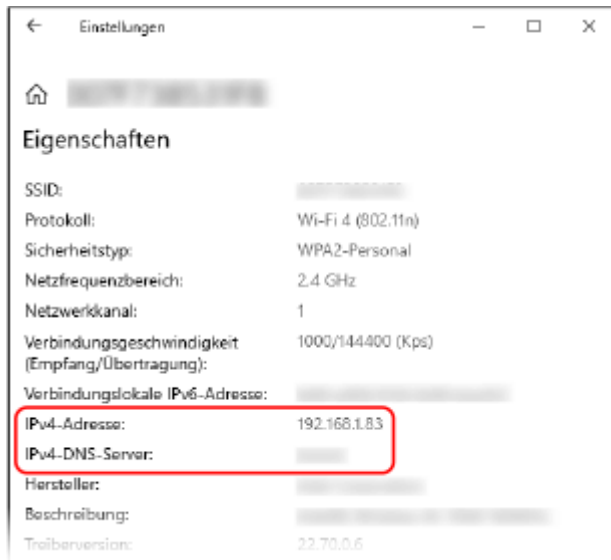 Einstellungen
Eigenschaften
SSID:
Protokoll: Wi-Fi 4 (802.11n)
Sicherheitstyp: WPA2-Personal
Netzfrequenzbereich: 2.4 GHz
Netzwerkkanal: 1
Verbindungsgeschwindigkeit 1000/144400 (Kps)
(Empfang/Übertragung):
Verbindungslokale IPv6-Adresse:
IPv4-Adresse: 192.168.1.83
IPv4-DNS-Server:
Hersteller:
Beschreibung:
Treiberversion: 22.70.0.6